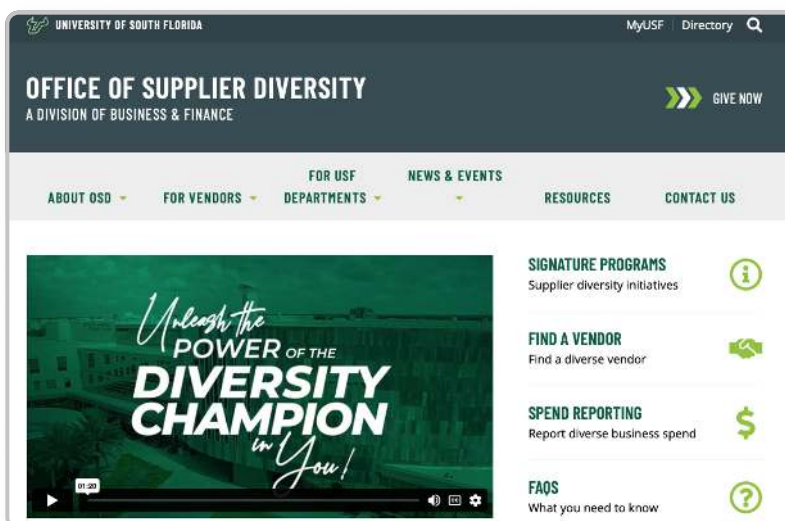 UNIVERSITY OF SOUTH FLORIDA
MyUSF Directory
OFFICE OF SUPPLIER DIVERSITY
A DIVISION OF BUSINESS & FINANCE
GIVE NOW
ABOUT OSD
FOR VENDORS
FOR USF
DEPARTMENTS
NEWS & EVENTS
RESOURCES
CONTACT US
Unleash the
POWER OF THE
DIVERSITY
CHAMPION
in
You!
01:20
CC
SIGNATURE PROGRAMS
Supplier diversity initiatives
FIND A VENDOR
Find a diverse vendor
SPEND REPORTING
Report diverse business spend
FAQS
What you need to know